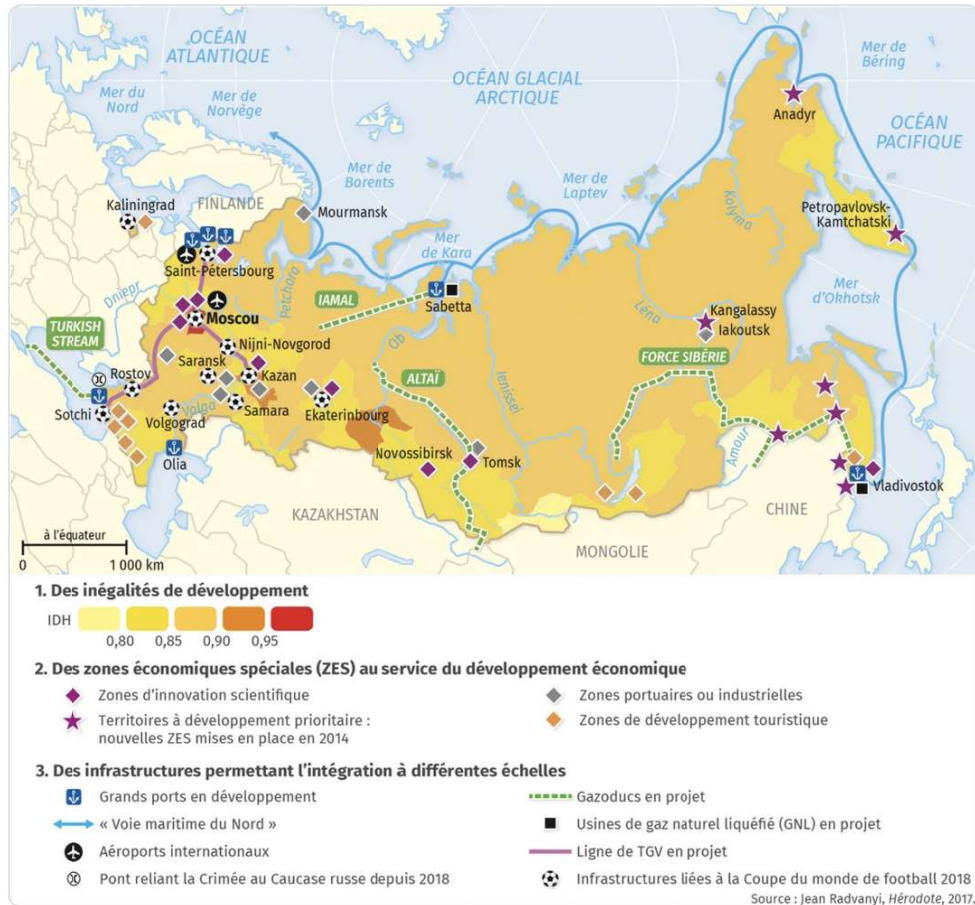 OCÉAN
ATLANTIQUE
Mer du
Nord
Mer de
Norvège
OCÉAN GLACIAL
ARCTIQUE
Mer de
Béring
OCÉAN
PACIFIQUE
Anadyr
Mer de
Barents
Mer de
Laptev
Kolyma
Kaliningrad
FINLANDE
Mourmansk
Petropavlovsk-
Kamtchatski
Mer
de Kara
Saint-Pétersbourg
Dniepr
Petchora
IAMAL
Sabetta
Mer
d'Okhotsk
Moscou
Léna
Kangalassy
Iakoutsk
TURKISH
STREAM
Ob
Nijni-Novgorod
Ienisseï
FORCE SIBÉRIE
Saransk
Rostov
Kazan
ALTAÏ
Sotchi
Volgograd
Volga
Samara
Ekaterinbourg
Novossibirsk
Tomsk
Amour
Olia
Vladivostok
KAZAKHSTAN
CHINE
MONGOLIE
à l'équateur
0 1 000 km
1. Des inégalités de développement
IDH
0,80 0,85 0,90 0,95
2. Des zones économiques spéciales (ZES) au service du développement économique
Zones d'innovation scientifique
Zones portuaires ou industrielles
Territoires à développement prioritaire :
nouvelles ZES mises en place en 2014
Zones de développement touristique
3. Des infrastructures permettant l'intégration à différentes échelles
Grands ports en développement
Gazoducs en projet
« Voie maritime du Nord »
Usines de gaz naturel liquéfié (GNL) en projet
Aéroports internationaux
Ligne de TGV en projet
Pont reliant la Crimée au Caucase russe depuis 2018
Infrastructures liées à la Coupe du monde de football 2018
Source : Jean Radvanyi, Hérodote, 2017.